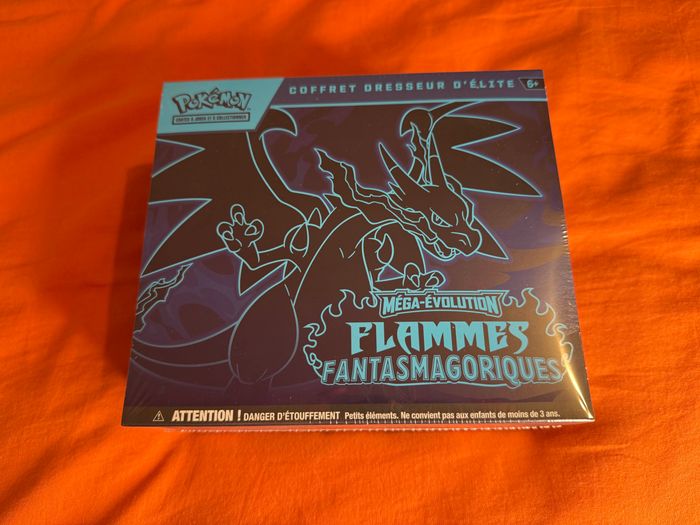 POKÉMON
CARTES À JOUER ET À COLLECTIONNER
COFFRET DRESSEUR D'ÉLITE
6+
MÉGA-ÉVOLUTION
FLAMMES
FANTASMAGORIQUES
ATTENTION ! DANGER D'ÉTOUFFEMENT Petits éléments. Ne convient pas aux enfants de moins de 3 ans.